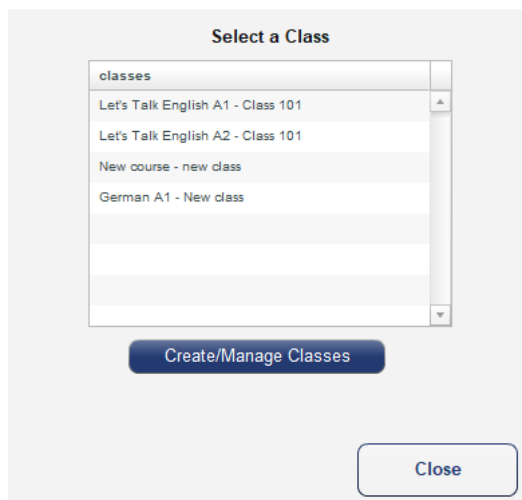 Select a Class
classes
Let's Talk English A1 - Class 101
Let's Talk English A2 - Class 101
New course - new class
German A1 - New class
Create/Manage Classes
Close